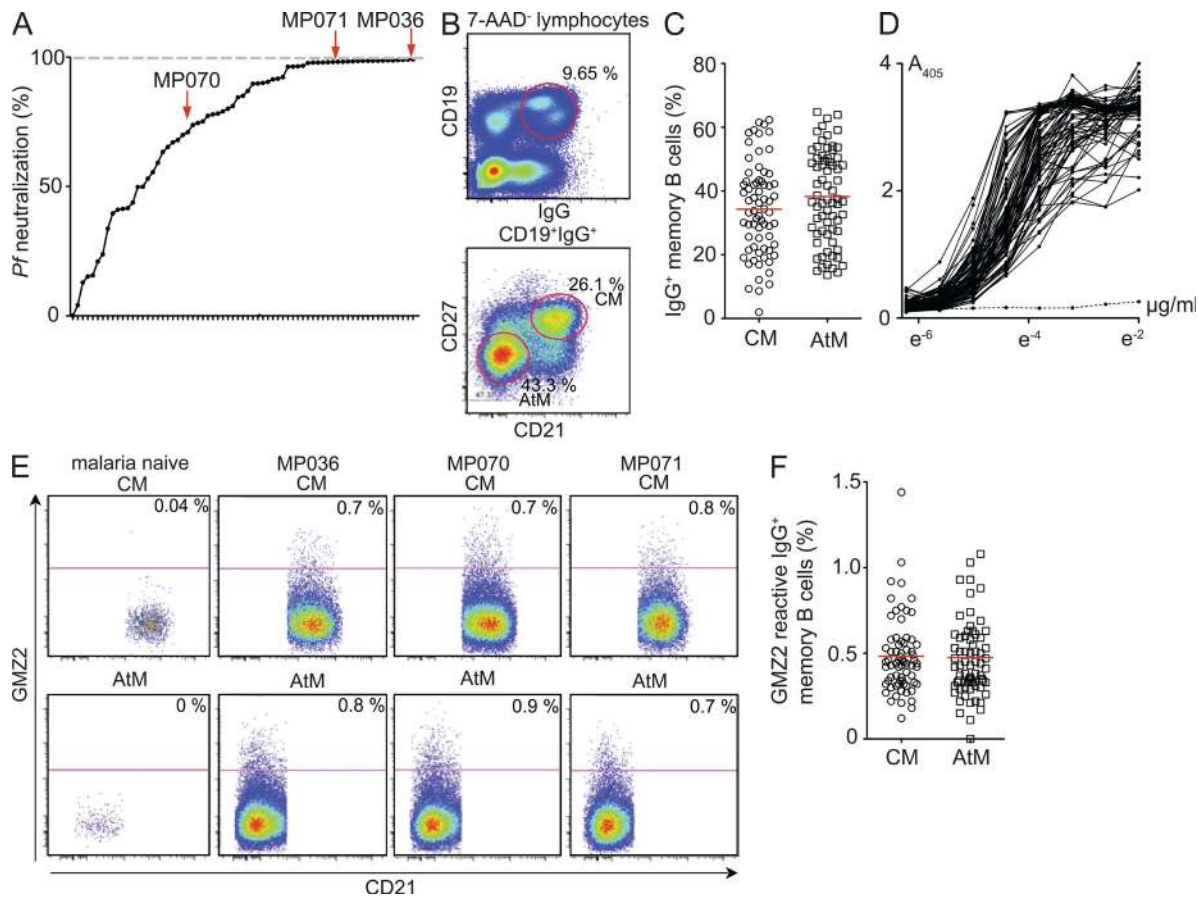 A
MP071 MP036
100
MP070
50
0
Pf neutralization (%)
B
7-AAD- lymphocytes
9.65 %
CD19
IgG
CD19+IgG+
26.1 %
CM
CD27
43.3 %
AtM
CD21
C
80
60
40
20
0
IgG+ memory B cells (%)
CM AtM
D
A405
4
2
0
µg/ml
e-6 e-4 e-2
E
malaria naive MP036 MP070 MP071
CM CM CM CM
0.04 % 0.7 % 0.7 % 0.8 %
GMZ2
AtM AtM AtM AtM
0 % 0.8 % 0.9 % 0.7 %
CD21
F
1.5
1.0
0.5
0
GMZ2 reactive IgG+
memory B cells (%)
CM AtM